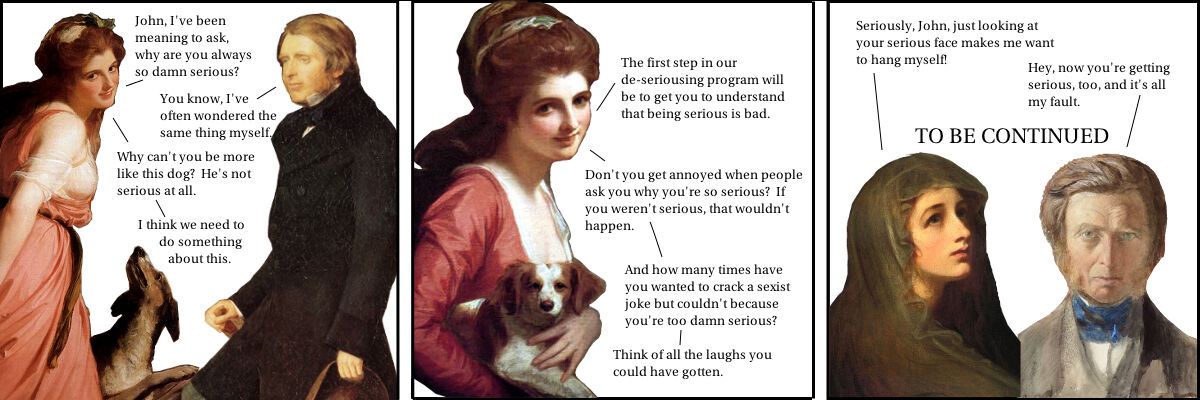 John, I've been
meaning to ask,
why are you always
so damn serious?
You know, I've
often wondered the
same thing myself.
Why can't you be more
like this dog? He's not
serious at all.
I think we need to
do something
about this.
The first step in our
de-seriousing program will
be to get you to understand
that being serious is bad.
Don't you get annoyed when people
ask you why you're so serious? If
you weren't serious, that wouldn't
happen.
And how many times have
you wanted to crack a sexist
joke but couldn't because
you're too damn serious?
Think of all the laughs you
could have gotten.
Seriously, John, just looking at
your serious face makes me want
to hang myself!
Hey, now you're getting
serious, too, and it's all
my fault.
TO BE CONTINUED